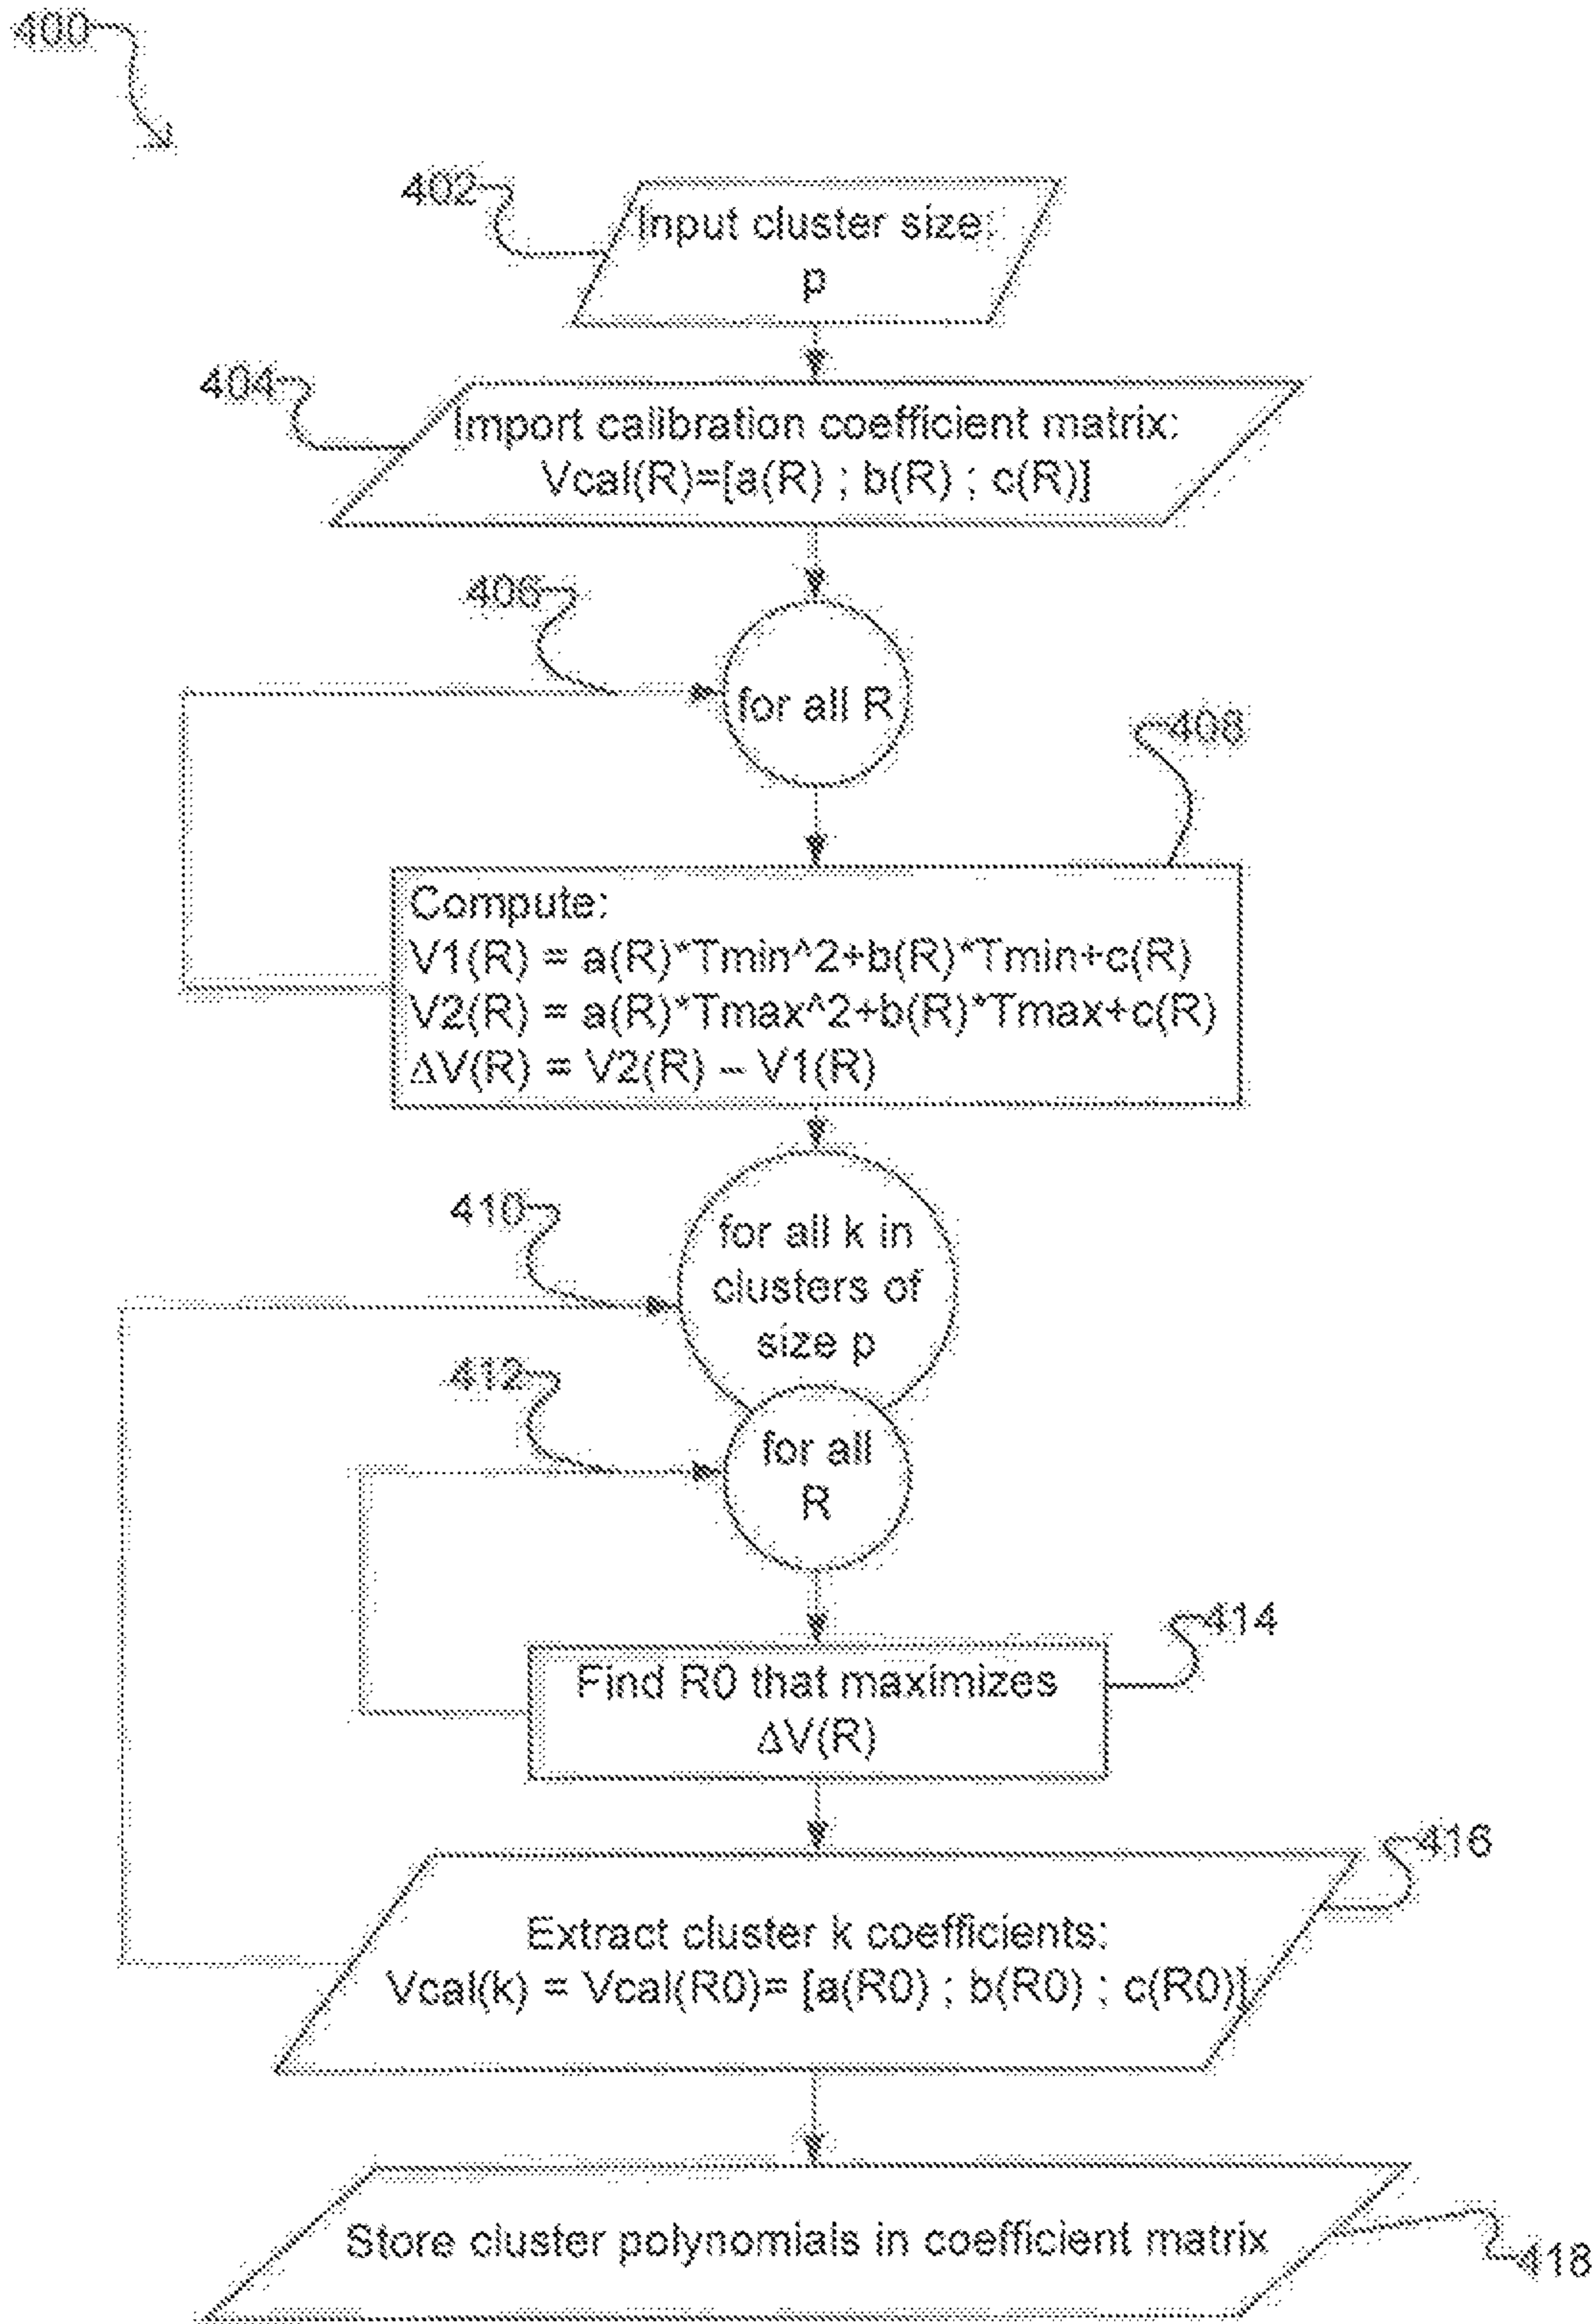 400
402
Input cluster size:
p
404
Import calibration coefficient matrix:
Vcal(R)=[a(R) ; b(R) ; c(R)]
406
for all R
408
Compute:
V1(R) = a(R)*Tmin^2+b(R)*Tmin+c(R)
V2(R) = a(R)*Tmax^2+b(R)*Tmax+c(R)
ΔV(R) = V2(R) – V1(R)
410
for all k in
clusters of
size p
412
for all
R
414
Find R0 that maximizes
ΔV(R)
416
Extract cluster k coefficients:
Vcal(k) = Vcal(R0)= [a(R0) ; b(R0) ; c(R0)]
Store cluster polynomials in coefficient matrix
418